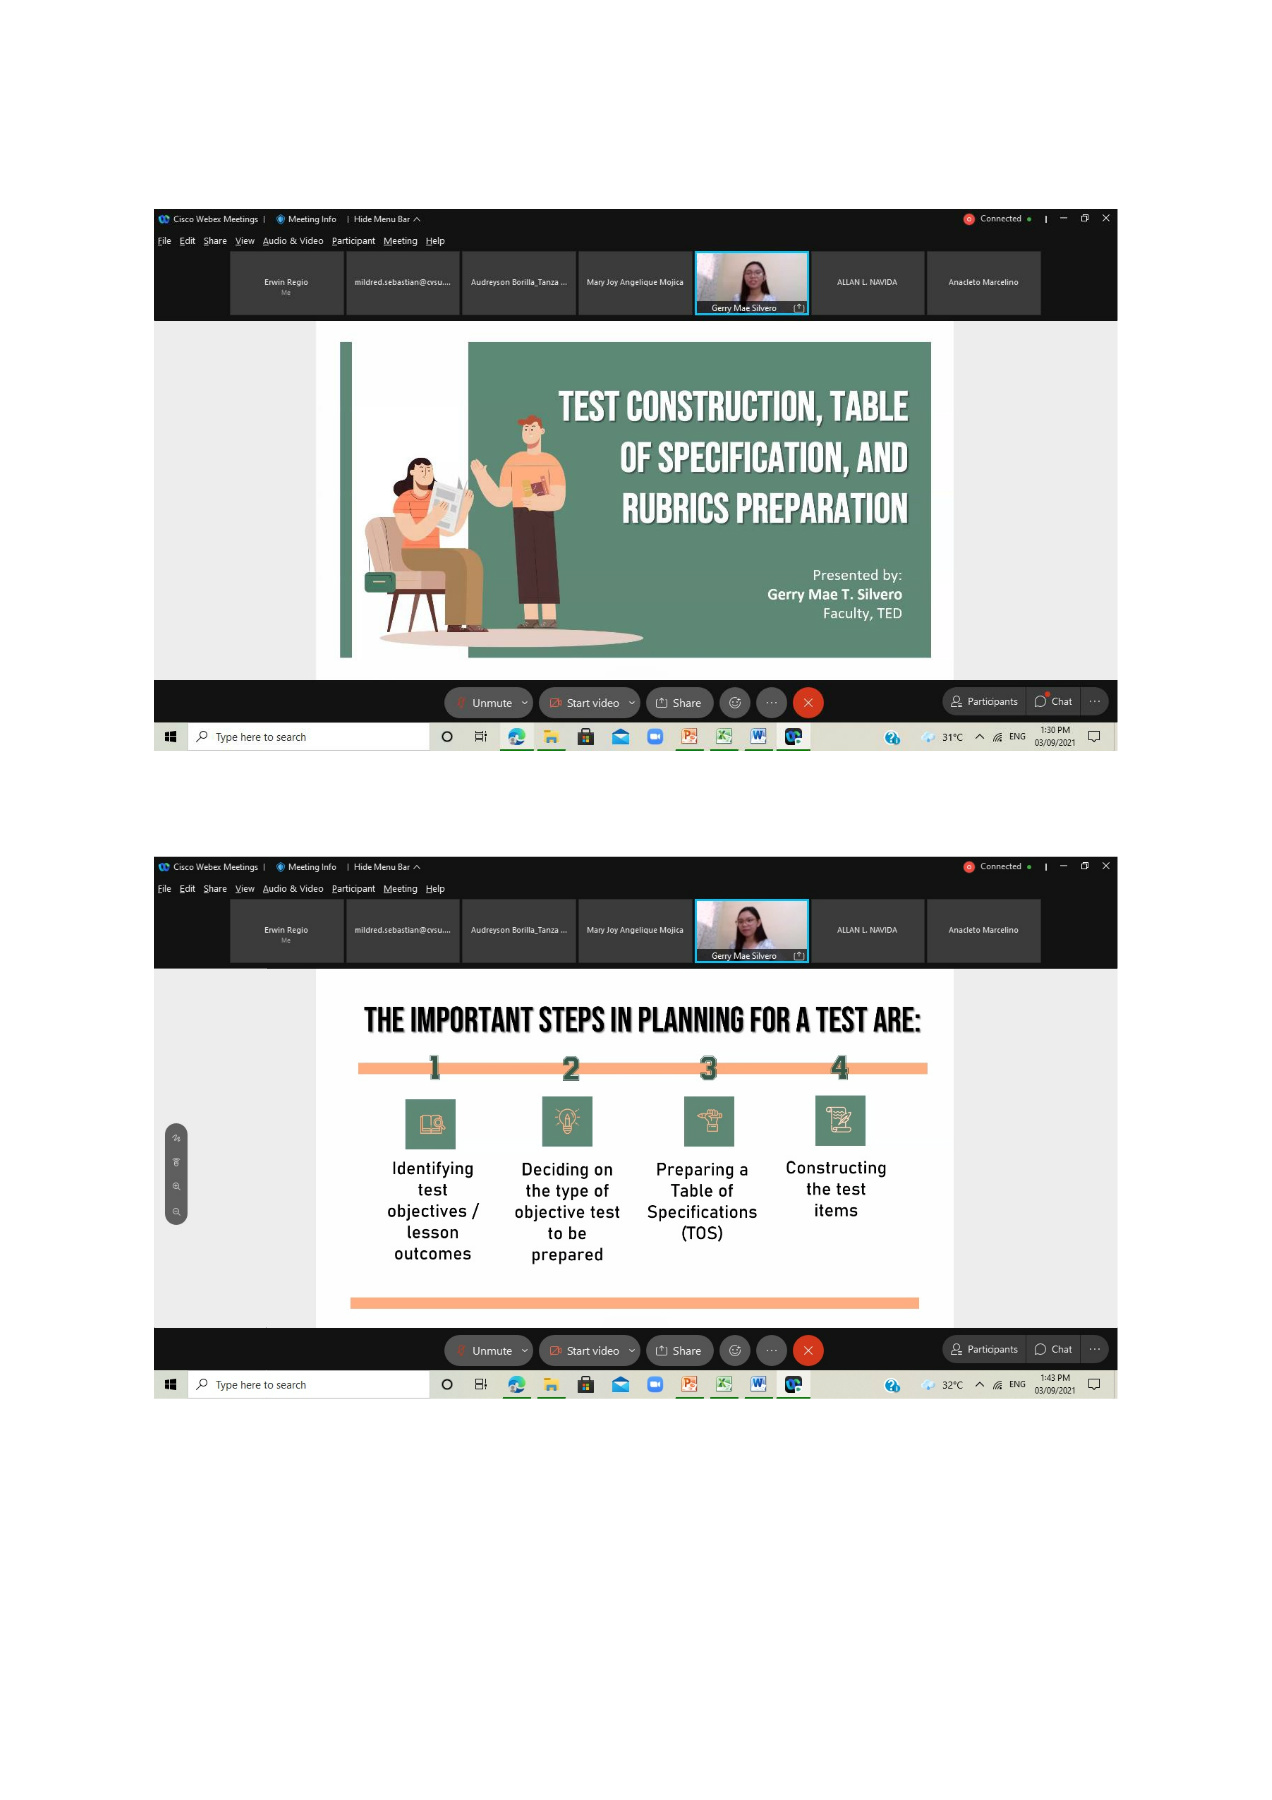 Cisco Webex Meetings | Meeting Info | Hide Menu Bar
Connected
File Edit Share View Audio & Video Participant Meeting Help
Erwin Regio
Me
mildred.sebastian@cvsu....
Audreyson Borilla_Tanza ...
Mary Joy Angelique Mojica
Gerry Mae Silvero
ALLAN L. NAVIDA
Anacleto Marcelino
TEST CONSTRUCTION, TABLE
OF SPECIFICATION, AND
RUBRICS PREPARATION
Presented by:
Gerry Mae T. Silvero
Faculty, TED
Unmute
Start video
Share
Participants
Chat
Type here to search
31°C
ENG
1:30 PM
03/09/2021
Cisco Webex Meetings | Meeting Info | Hide Menu Bar
Connected
File Edit Share View Audio & Video Participant Meeting Help
Erwin Regio
Me
mildred.sebastian@cvsu....
Audreyson Borilla_Tanza ...
Mary Joy Angelique Mojica
Gerry Mae Silvero
ALLAN L. NAVIDA
Anacleto Marcelino
THE IMPORTANT STEPS IN PLANNING FOR A TEST ARE:
1
Identifying
test
objectives /
lesson
outcomes
2
Deciding on
the type of
objective test
to be
prepared
3
Preparing a
Table of
Specifications
(TOS)
4
Constructing
the test
items
Unmute
Start video
Share
Participants
Chat
Type here to search
32°C
ENG
1:43 PM
03/09/2021